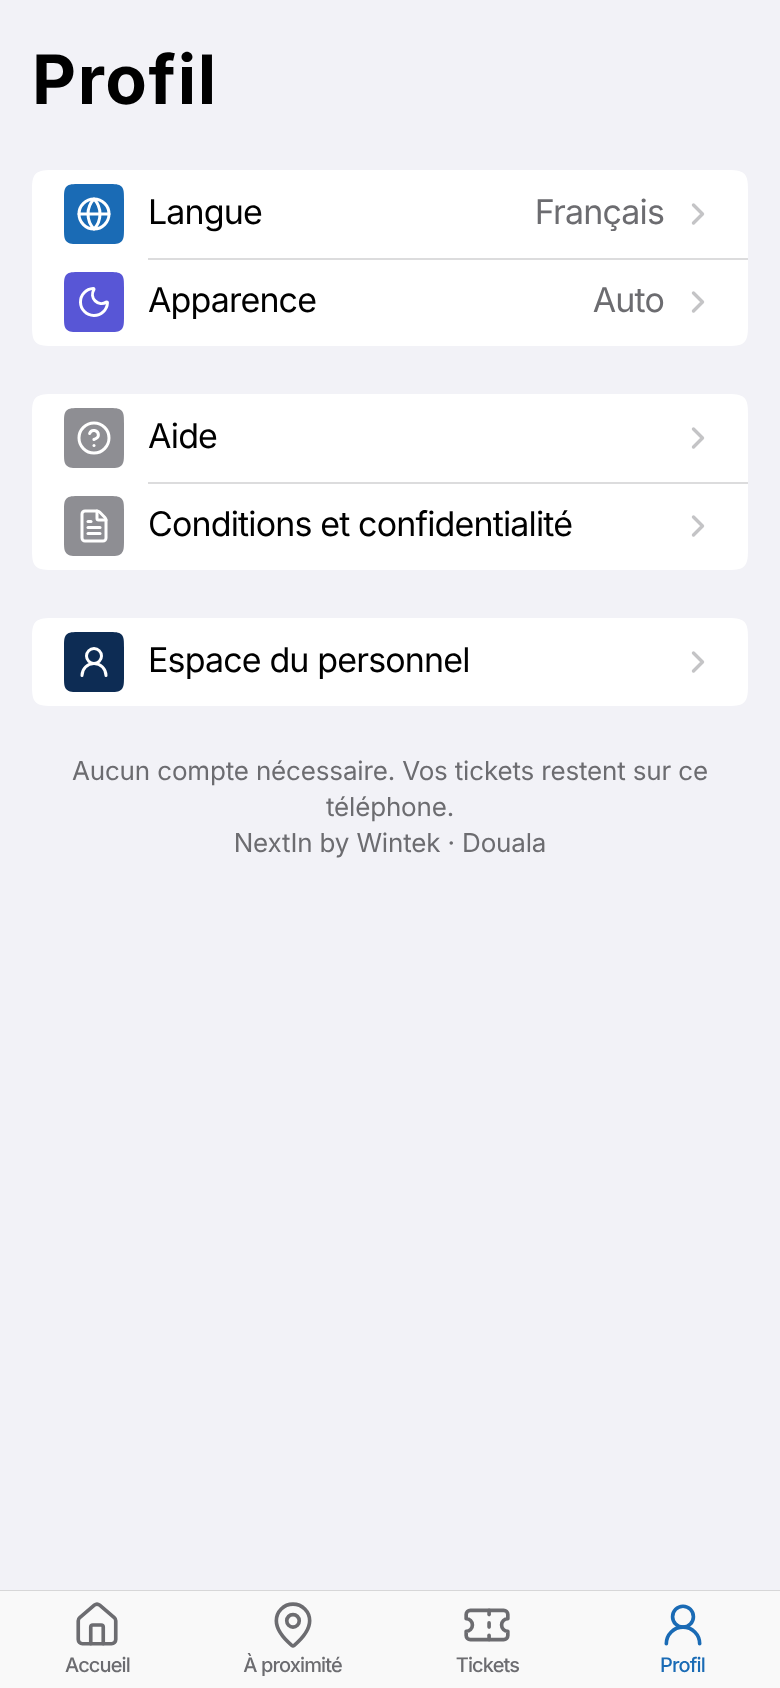 Profil
Langue Français
Apparence Auto
Aide
Conditions et confidentialité
Espace du personnel
Aucun compte nécessaire. Vos tickets restent sur ce
téléphone.
NextIn by Wintek · Douala
Accueil À proximité Tickets Profil